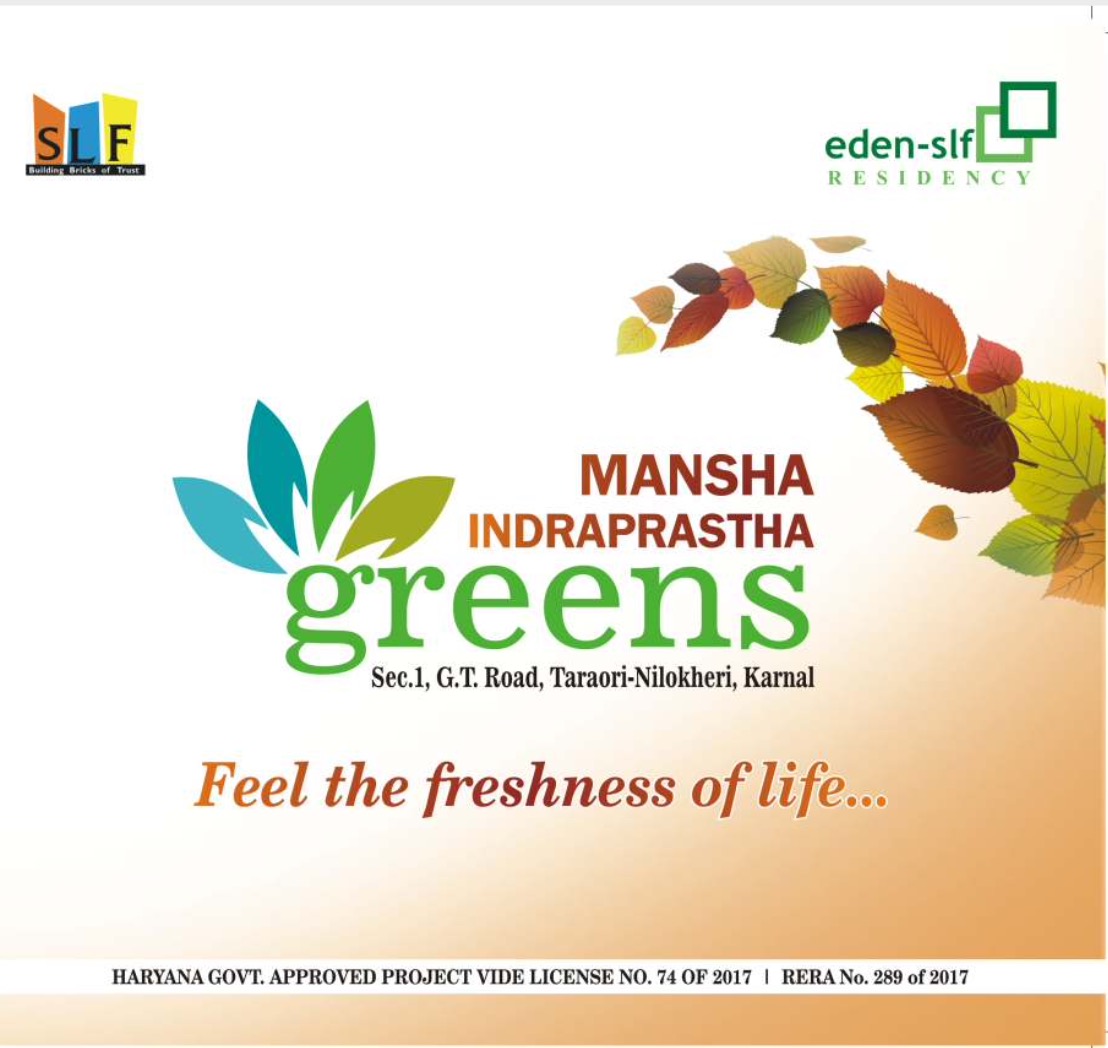 SLF
Building Bricks of Trust
eden-slf
RESIDENCY
MANSHA
INDRAPRASTHA
greens
Sec.1, G.T. Road, Taraori-Nilokheri, Karnal
Feel the freshness of life...
HARYANA GOVT. APPROVED PROJECT VIDE LICENSE NO. 74 OF 2017 | RERA No. 289 of 2017